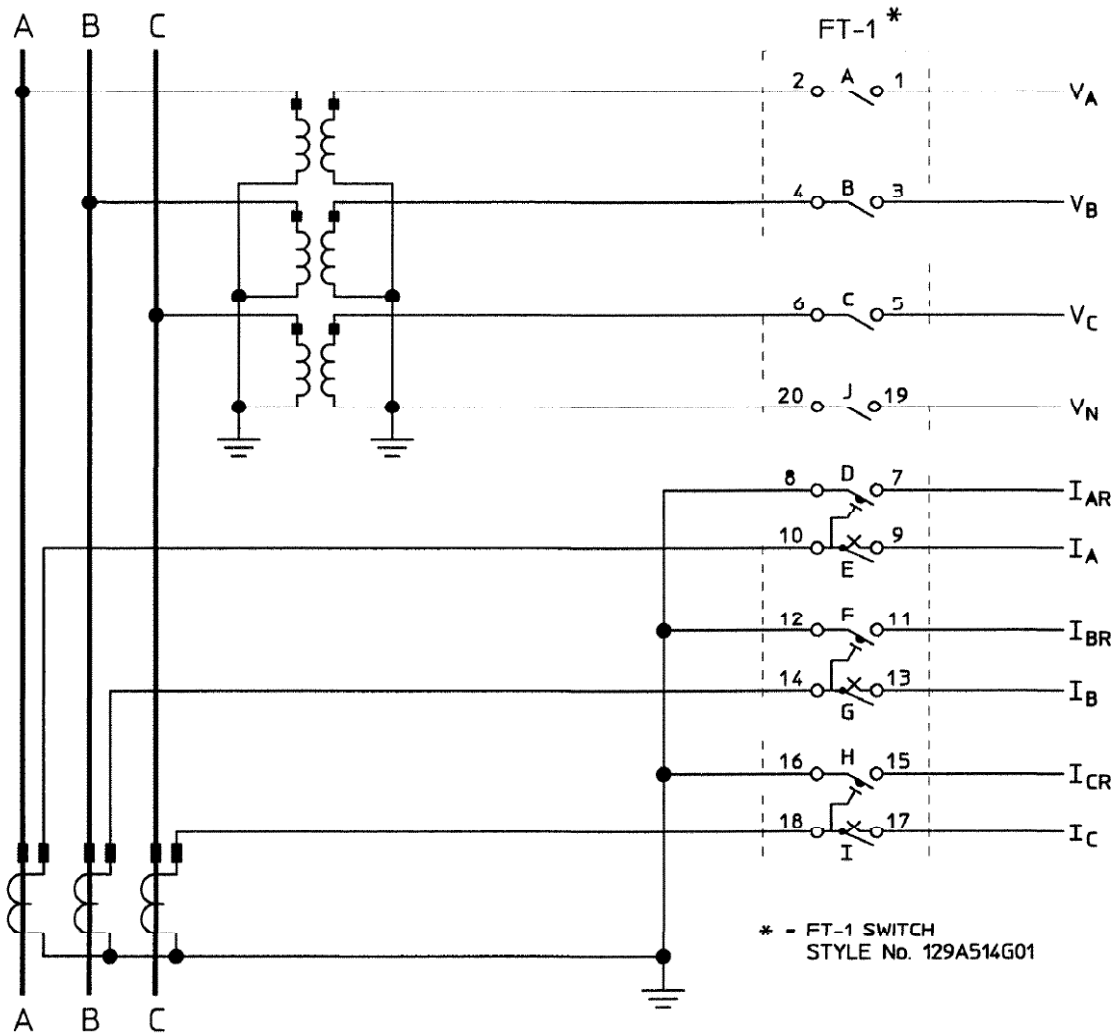 A B C FT-1 *
2 A 1 VA
4 B 3 VB
6 C 5 VC
20 J 19 VN
8 D 7 IAR
10 9 IA
E
12 F 11 IBR
14 13 IB
G
16 H 15 ICR
18 17 IC
I
* - FT-1 SWITCH
STYLE No. 129A514G01
A B C